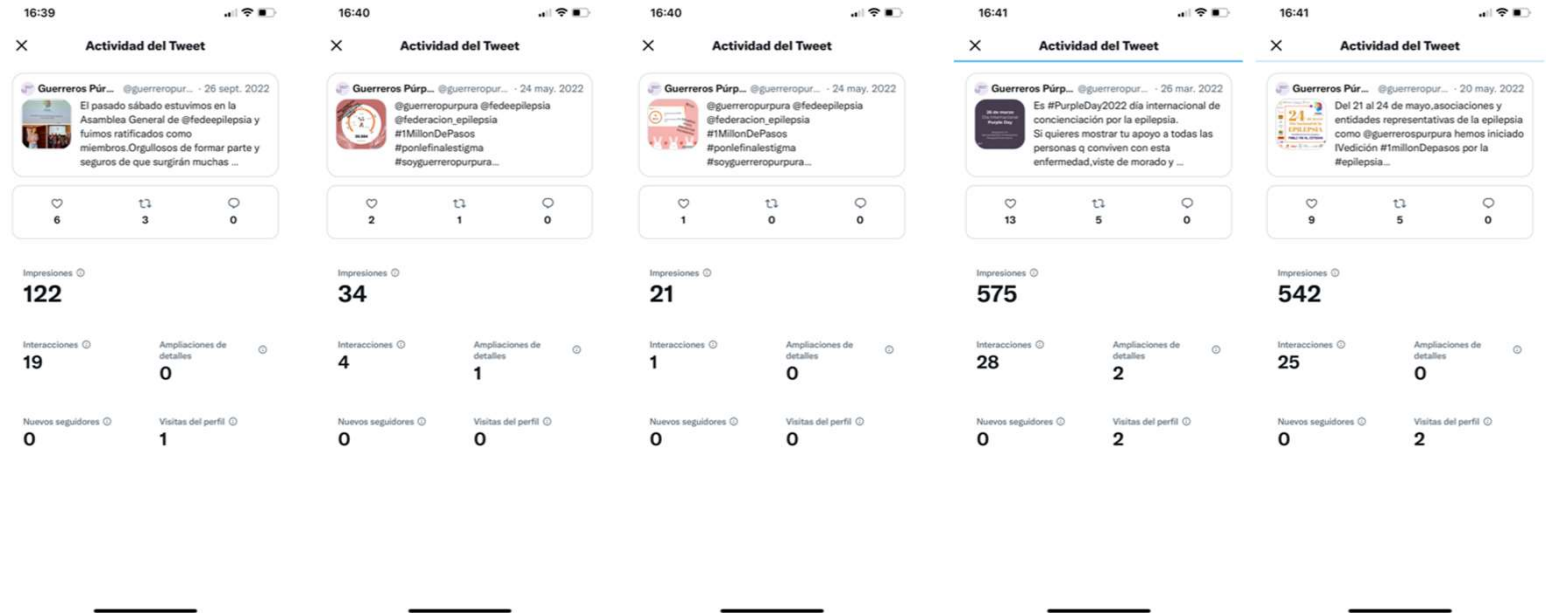 16:39
Actividad del Tweet
Guerreros Púr... @guerreropur... · 26 sept. 2022
El pasado sábado estuvimos en la
Asamblea General de @fedeepilepsia y
fuimos ratificados como
miembros.Orgullosos de formar parte y
seguros de que surgirán muchas ...
6 3 0
Impresiones
122
Interacciones
19
Ampliaciones de
detalles
0
Nuevos seguidores
0
Visitas del perfil
1
16:40
Actividad del Tweet
Guerreros Púrp... @guerreropur... · 24 may. 2022
@guerreropurpura @fedeepilepsia
@federacion_epilepsia
#1MillonDePasos
#ponlefinalestigma
#soyguerreropurpura...
2 1 0
Impresiones
34
Interacciones
4
Ampliaciones de
detalles
1
Nuevos seguidores
0
Visitas del perfil
0
16:40
Actividad del Tweet
Guerreros Púrp... @guerreropur... · 24 may. 2022
@guerreropurpura @fedeepilepsia
@federacion_epilepsia
#1MillonDePasos
#ponlefinalestigma
#soyguerreropurpura...
1 0 0
Impresiones
21
Interacciones
1
Ampliaciones de
detalles
0
Nuevos seguidores
0
Visitas del perfil
0
16:41
Actividad del Tweet
Guerreros Púrp... @guerreropur... · 26 mar. 2022
26 de marzo
Día Internacional
Purple Day
Es #PurpleDay2022 día internacional de
concienciación por la epilepsia.
Si quieres mostrar tu apoyo a todas las
personas q conviven con esta
enfermedad,viste de morado y ...
13 5 0
Impresiones
575
Interacciones
28
Ampliaciones de
detalles
2
Nuevos seguidores
0
Visitas del perfil
2
16:41
Actividad del Tweet
Guerreros Púr... @guerreropur... · 20 may. 2022
24
EPILEPSIA
Del 21 al 24 de mayo,asociaciones y
entidades representativas de la epilepsia
como @guerrerospurpura hemos iniciado
IVedición #1millonDepasos por la
#epilepsia...
9 5 0
Impresiones
542
Interacciones
25
Ampliaciones de
detalles
0
Nuevos seguidores
0
Visitas del perfil
2